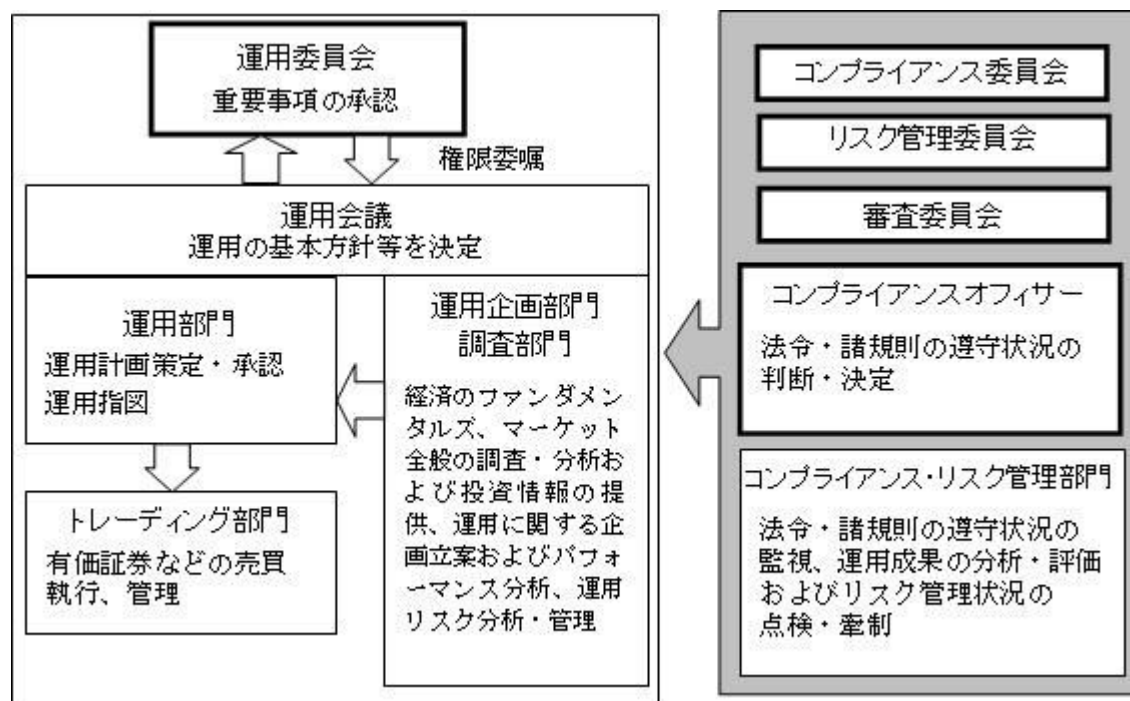 運用委員会
重要事項の承認
権限委嘱
運用会議
運用の基本方針等を決定
運用部門
運用計画策定・承認
運用指図
トレーディング部門
有価証券などの売買
執行、管理
運用企画部門
調査部門
経済のファンダメン
タルズ、マーケット
全般の調査・分析お
よび投資情報の提
供、運用に関する企
画立案およびパフォ
ーマンス分析、運用
リスク分析・管理
コンプライアンス委員会
リスク管理委員会
審査委員会
コンプライアンスオフィサー
法令・諸規則の遵守状況の
判断・決定
コンプライアンス・リスク管理部門
法令・諸規則の遵守状況の
監視、運用成果の分析・評価
およびリスク管理状況の
点検・牽制